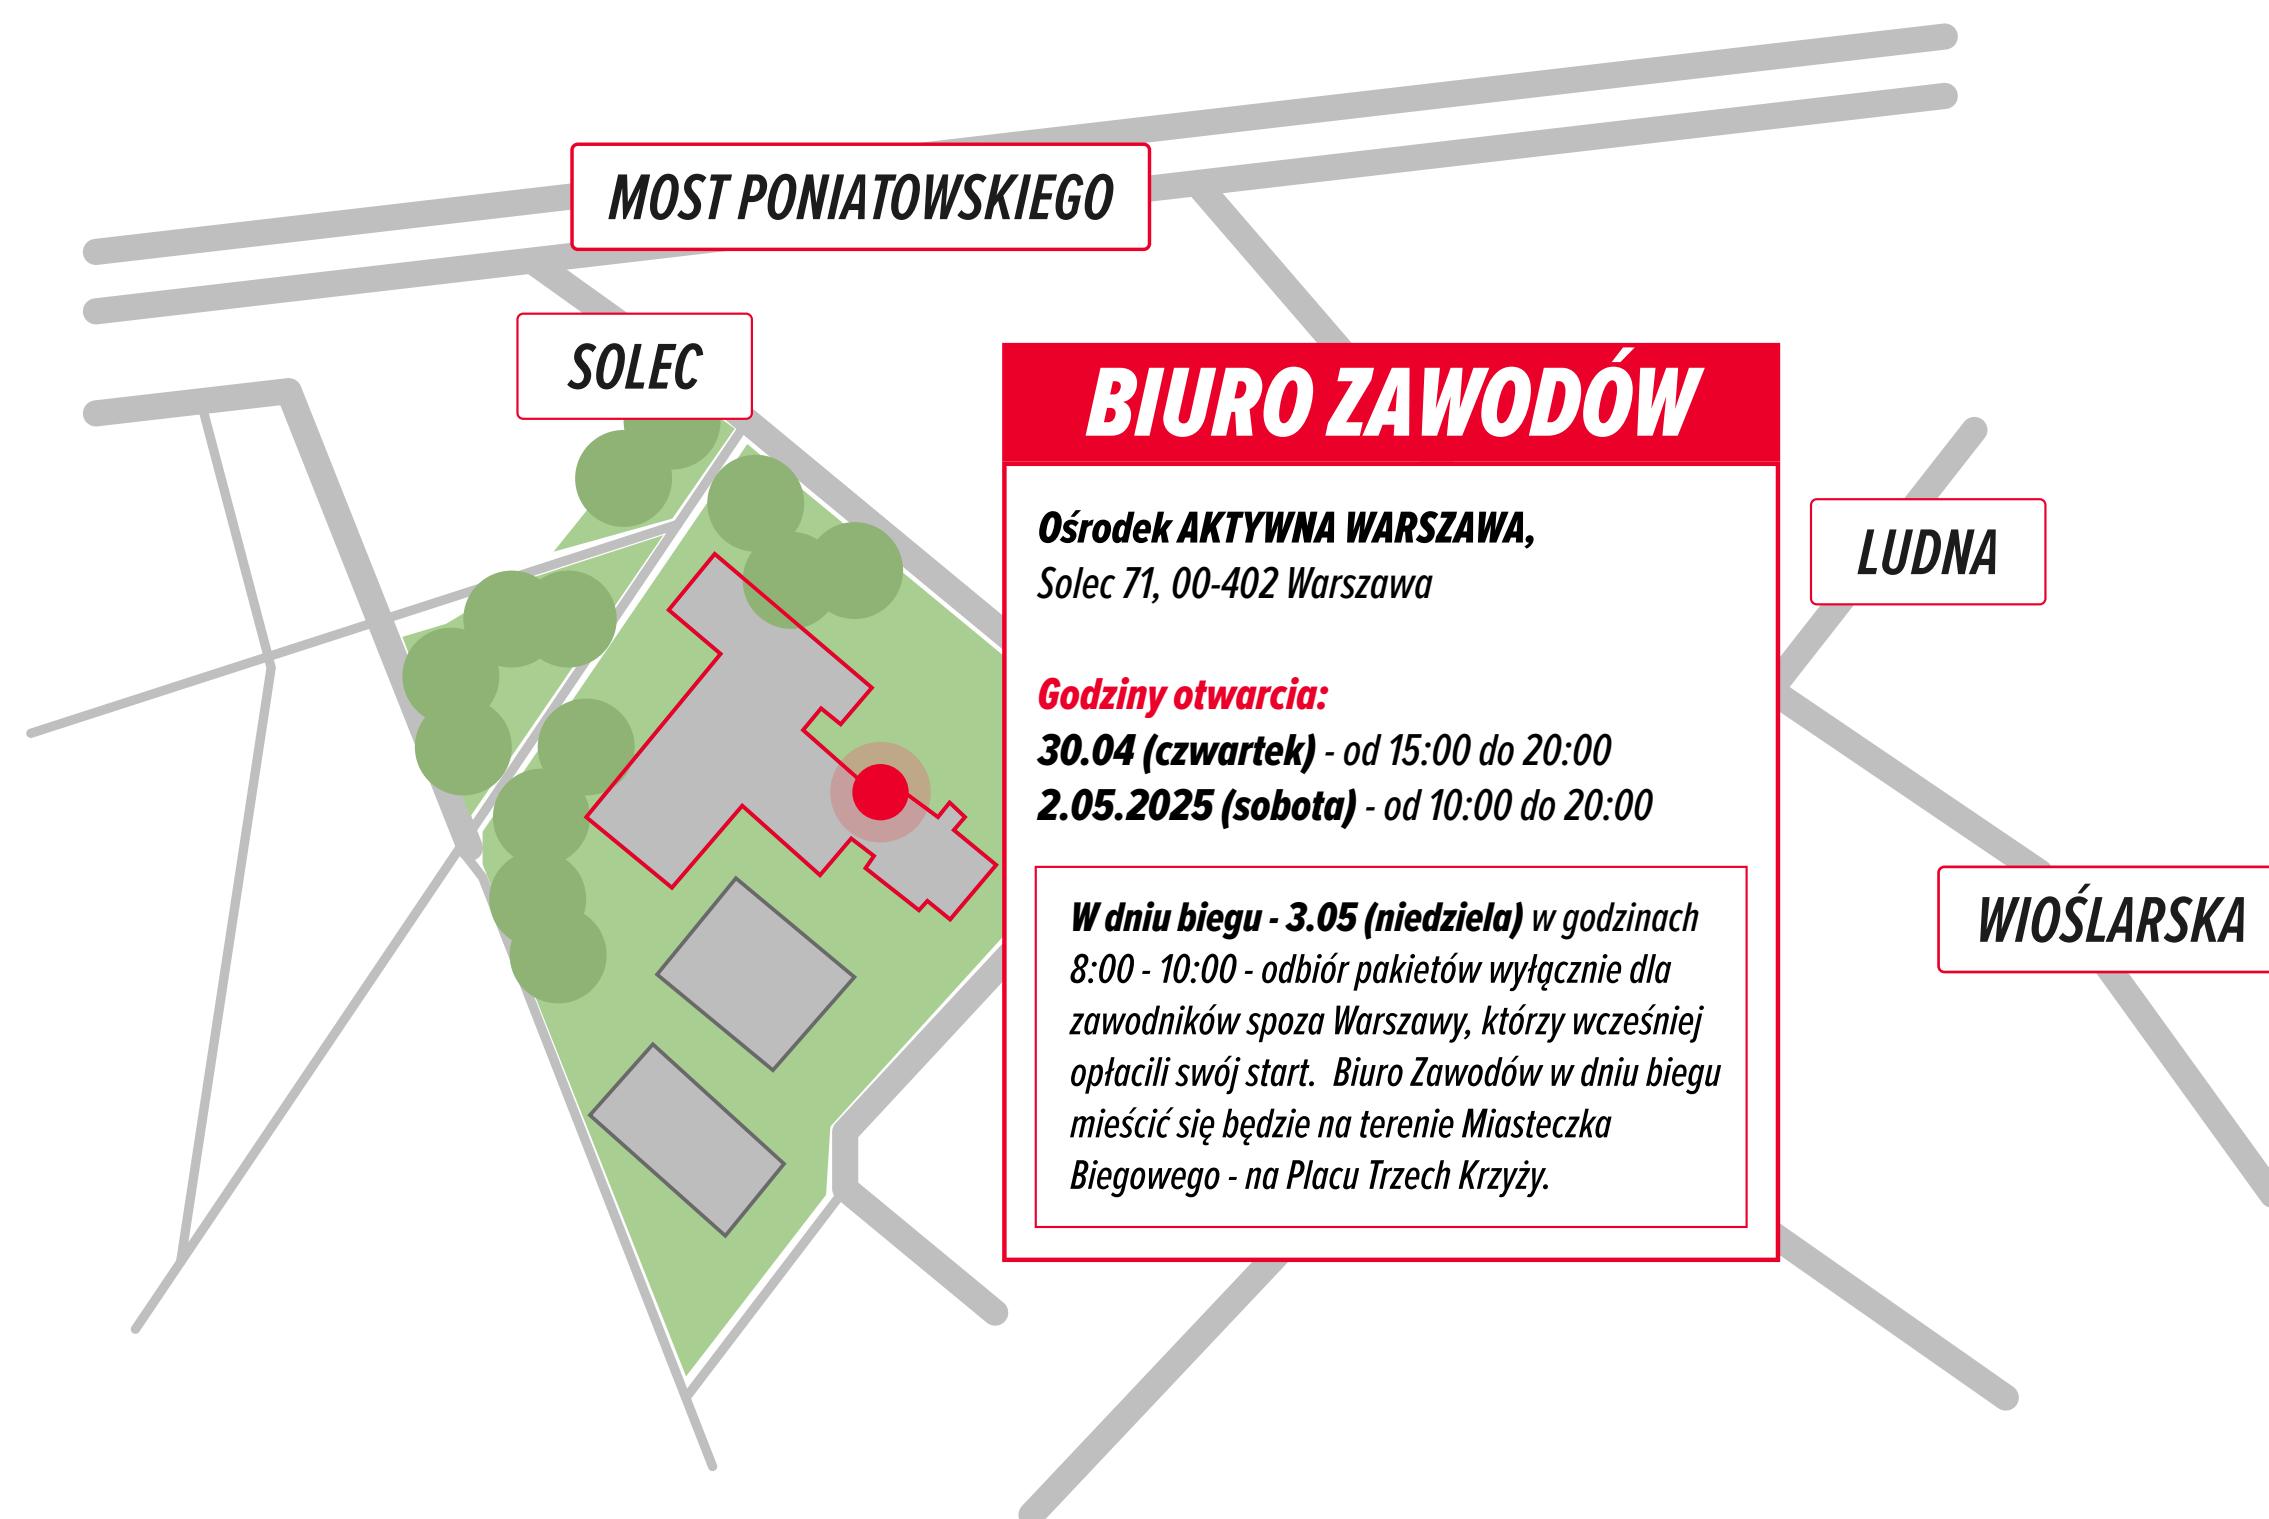 MOST PONIATOWSKIEGO
SOLEC
BIURO ZAWODÓW
Ośrodek AKTYWNA WARSZAWA,
Solec 71, 00-402 Warszawa
Godziny otwarcia:
30.04 (czwartek) - od 15:00 do 20:00
2.05.2025 (sobota) - od 10:00 do 20:00
W dniu biegu - 3.05 (niedziela) w godzinach
8:00 - 10:00 - odbiór pakietów wyłącznie dla
zawodników spoza Warszawy, którzy wcześniej
opłacili swój start. Biuro Zawodów w dniu biegu
mieścić się będzie na terenie Miasteczka
Biegowego - na Placu Trzech Krzyży.
LUDNA
WIOŚLARSKA